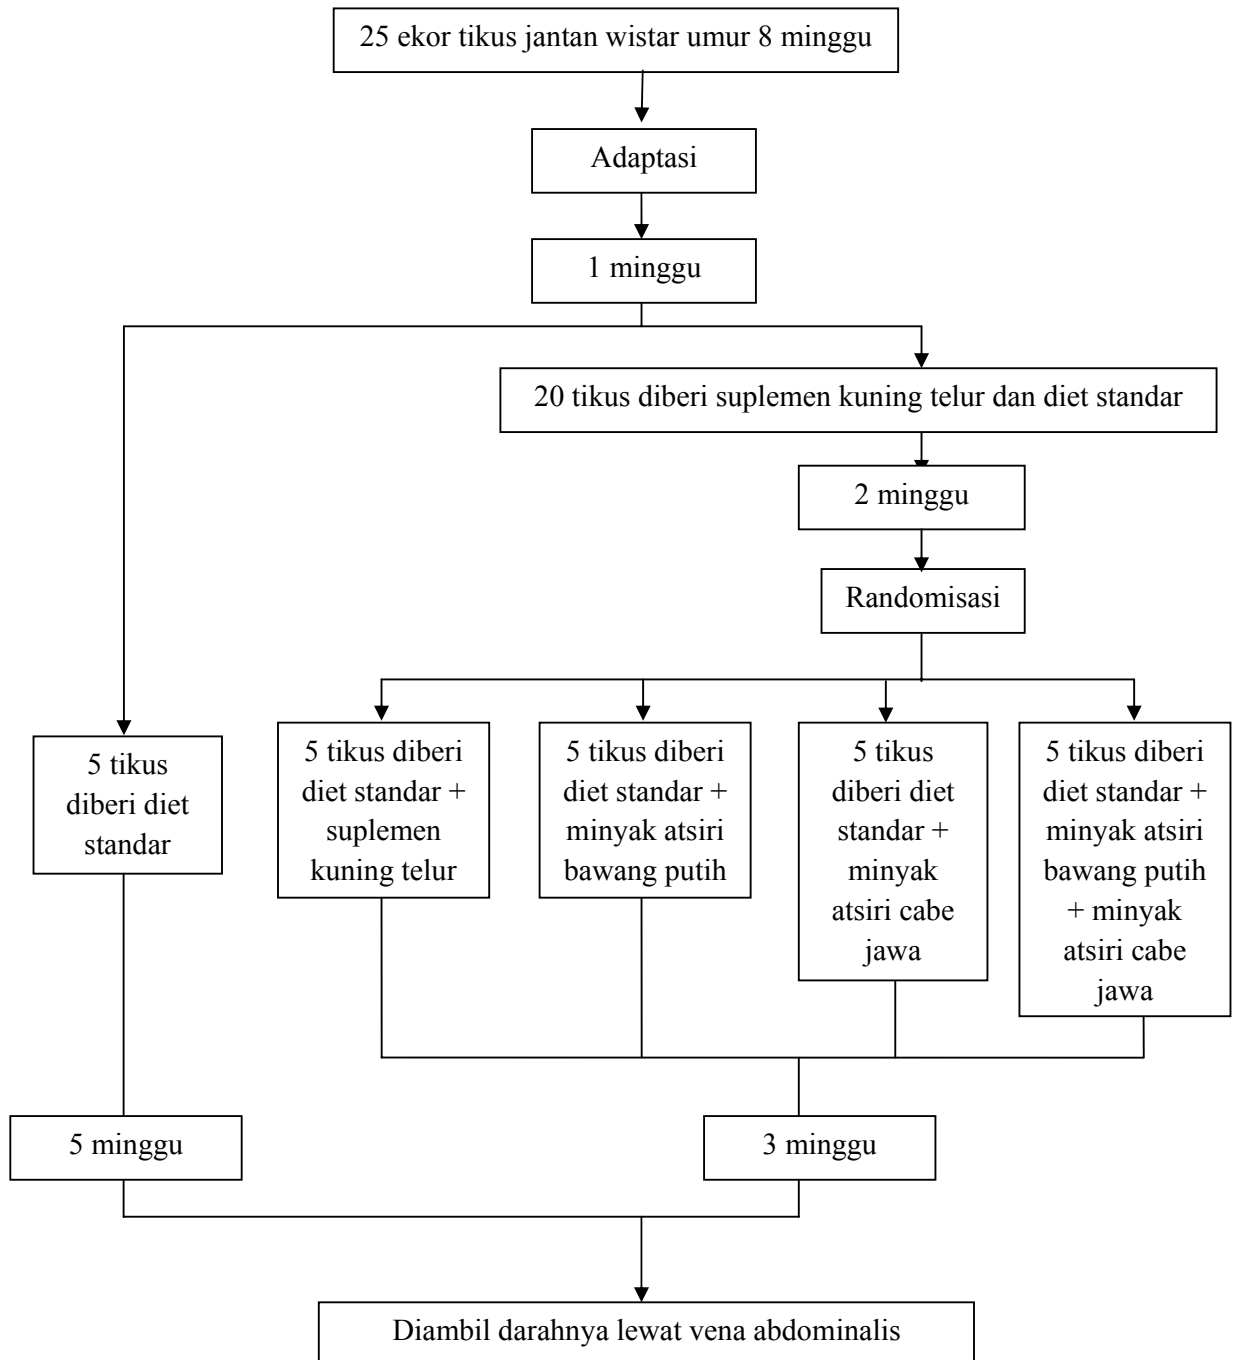 25 ekor tikus jantan wistar umur 8 minggu
Adaptasi
1 minggu
20 tikus diberi suplemen kuning telur dan diet standar
2 minggu
Randomisasi
5 tikus
diberi diet
standar
5 tikus diberi
diet standar +
suplemen
kuning telur
5 tikus diberi
diet standar +
minyak atsiri
bawang putih
5 tikus
diberi diet
standar +
minyak
atsiri cabe
jawa
5 tikus diberi
diet standar +
minyak atsiri
bawang putih
+ minyak
atsiri cabe
jawa
5 minggu
3 minggu
Diambil darahnya lewat vena abdominalis